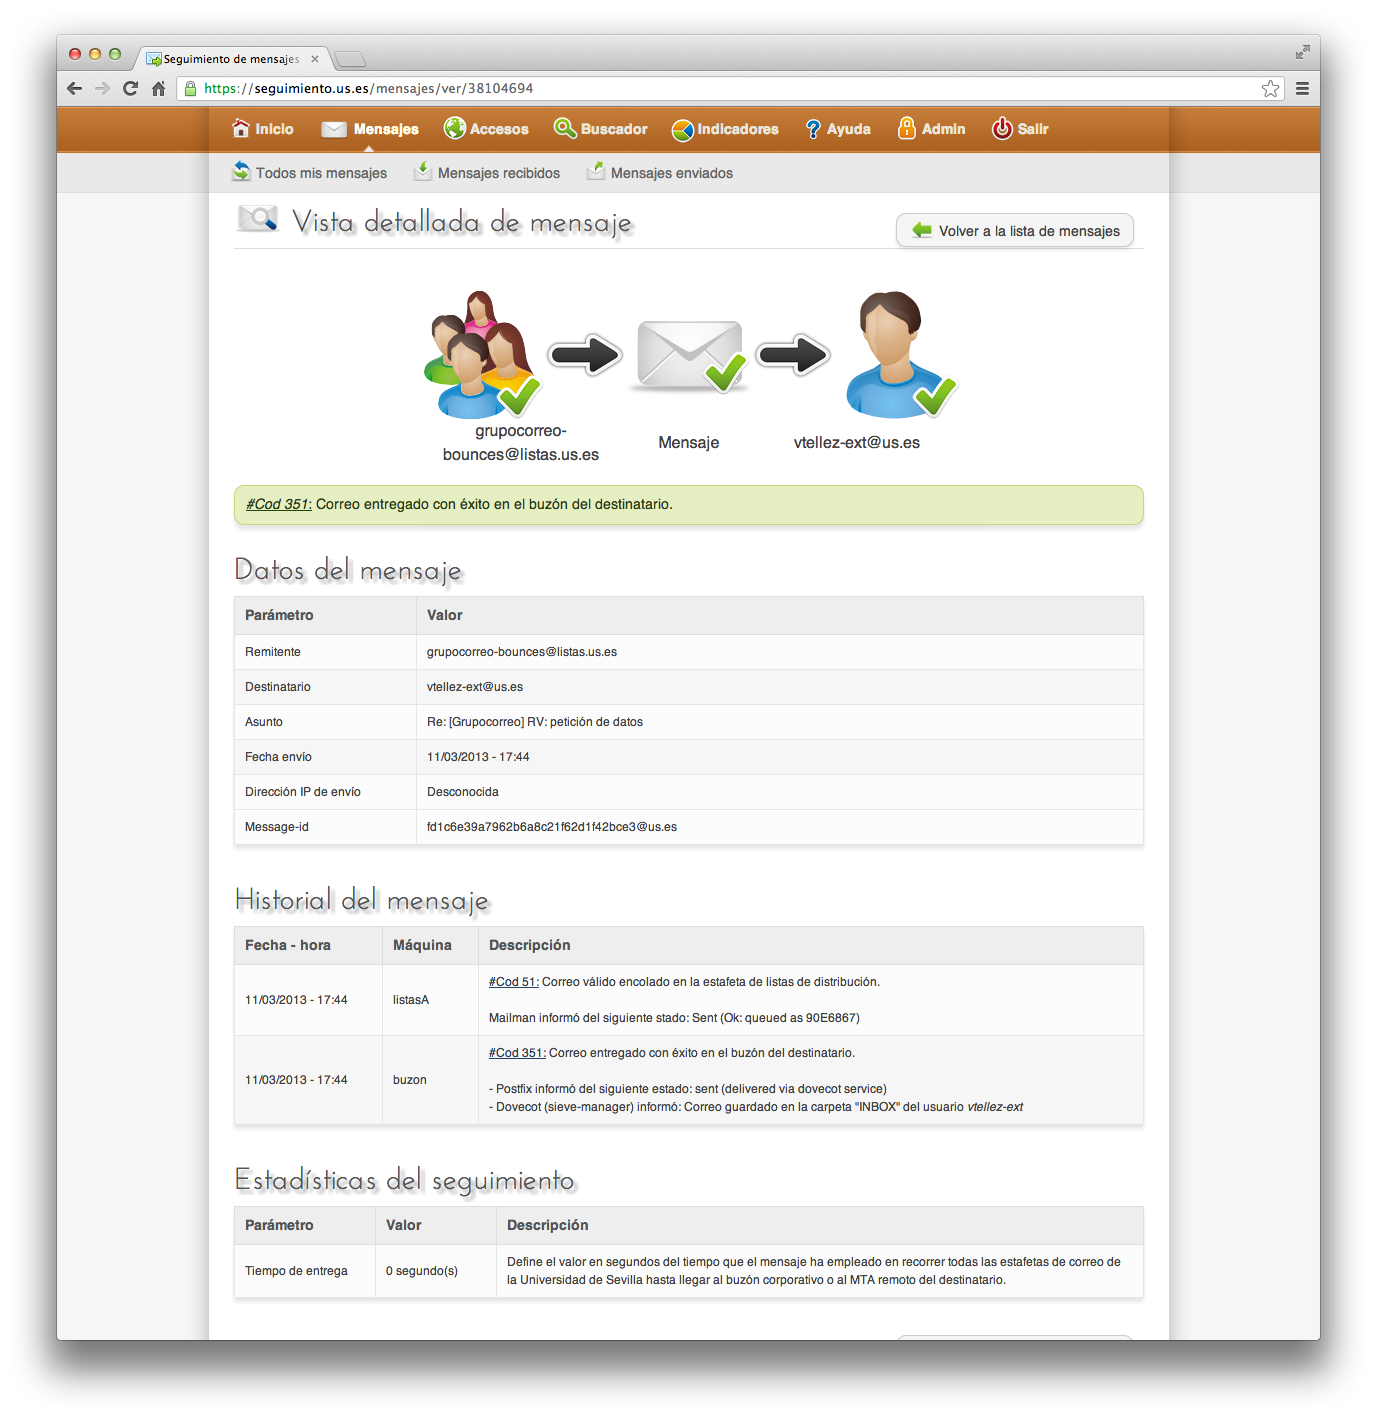 Seguimiento de mensajes
https://seguimiento.us.es/mensajes/ver/38104694
Inicio Mensajes Accesos Buscador Indicadores Ayuda Admin Salir
Todos mis mensajes Mensajes recibidos Mensajes enviados
Vista detallada de mensaje
Volver a la lista de mensajes
grupocorreo-
bounces@listas.us.es
Mensaje
vtellez-ext@us.es
#Cod 351: Correo entregado con éxito en el buzón del destinatario.
Datos del mensaje
Parámetro Valor
Remitente grupocorreo-bounces@listas.us.es
Destinatario vtellez-ext@us.es
Asunto Re: [Grupocorreo] RV: petición de datos
Fecha envío 11/03/2013 - 17:44
Dirección IP de envío Desconocida
Message-id fd1c6e39a7962b6a8c21f62d1f42bce3@us.es
Historial del mensaje
Fecha - hora Máquina Descripción
11/03/2013 - 17:44 listasA #Cod 51: Correo válido encolado en la estafeta de listas de distribución.
Mailman informó del siguiente stado: Sent (Ok: queued as 90E6867)
11/03/2013 - 17:44 buzon #Cod 351: Correo entregado con éxito en el buzón del destinatario.
- Postfix informó del siguiente estado: sent (delivered via dovecot service)
- Dovecot (sieve-manager) informó: Correo guardado en la carpeta "INBOX" del usuario vtellez-ext
Estadísticas del seguimiento
Parámetro Valor Descripción
Tiempo de entrega 0 segundo(s) Define el valor en segundos del tiempo que el mensaje ha empleado en recorrer todas las estafetas de correo de
la Universidad de Sevilla hasta llegar al buzón corporativo o al MTA remoto del destinatario.